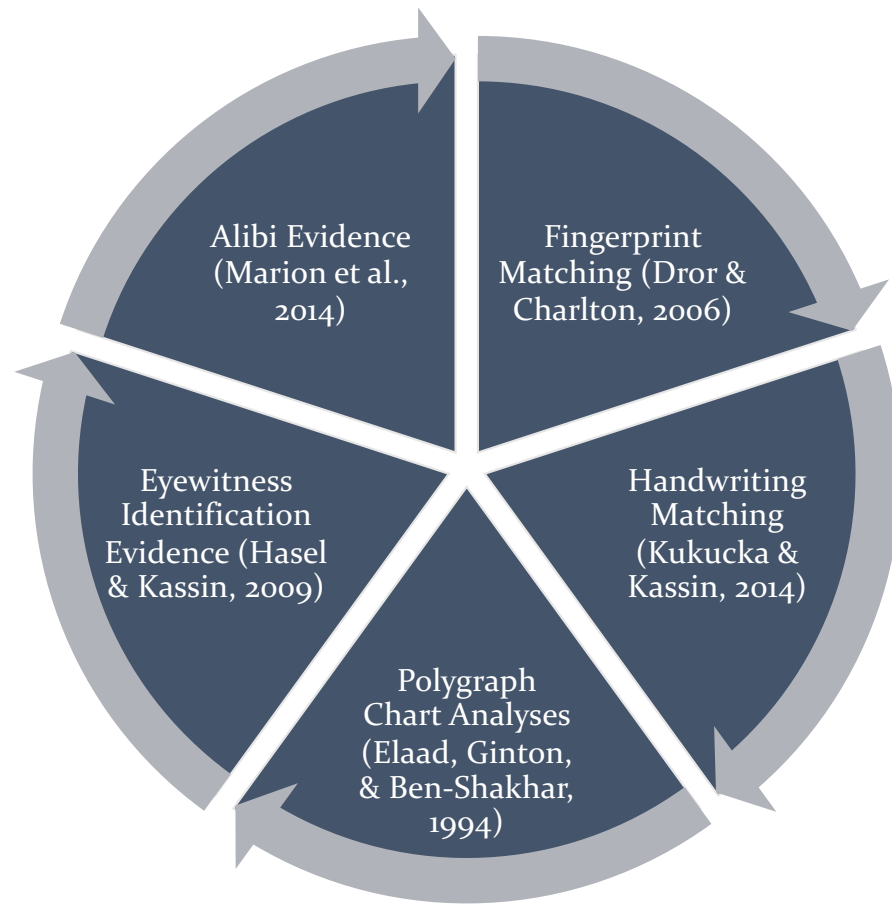 Alibi Evidence
(Marion et al.,
2014)
Fingerprint
Matching (Dror &
Charlton, 2006)
Handwriting
Matching
(Kukucka &
Kassin, 2014)
Polygraph
Chart Analyses
(Elaad, Ginton,
& Ben-Shakhar,
1994)
Eyewitness
Identification
Evidence (Hasel
& Kassin, 2009)